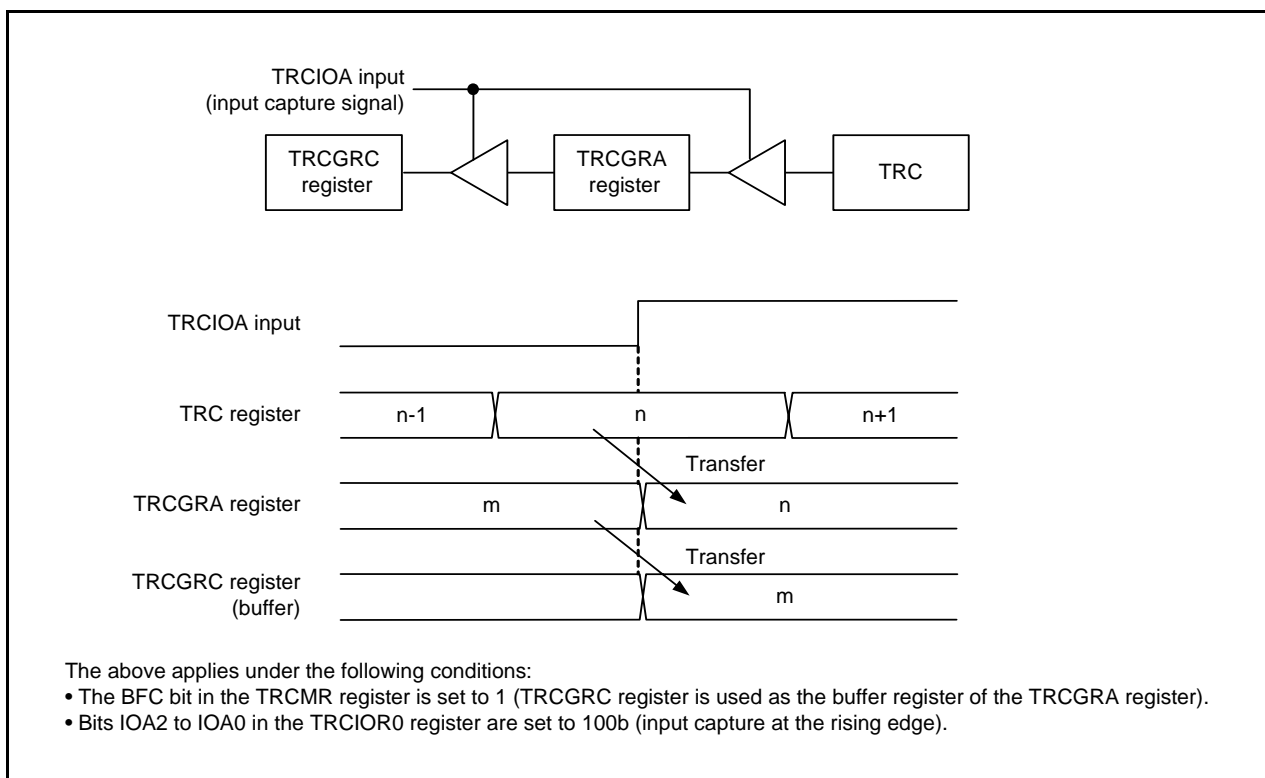 TRCIOA input
(input capture signal)
TRCGRC
register
TRCGRA
register
TRC
TRCIOA input
TRC register
n-1
n
n+1
Transfer
TRCGRA register
m
n
Transfer
TRCGRC register
(buffer)
m
The above applies under the following conditions:
• The BFC bit in the TRCMR register is set to 1 (TRCGRC register is used as the buffer register of the TRCGRA register).
• Bits IOA2 to IOA0 in the TRCIOR0 register are set to 100b (input capture at the rising edge).